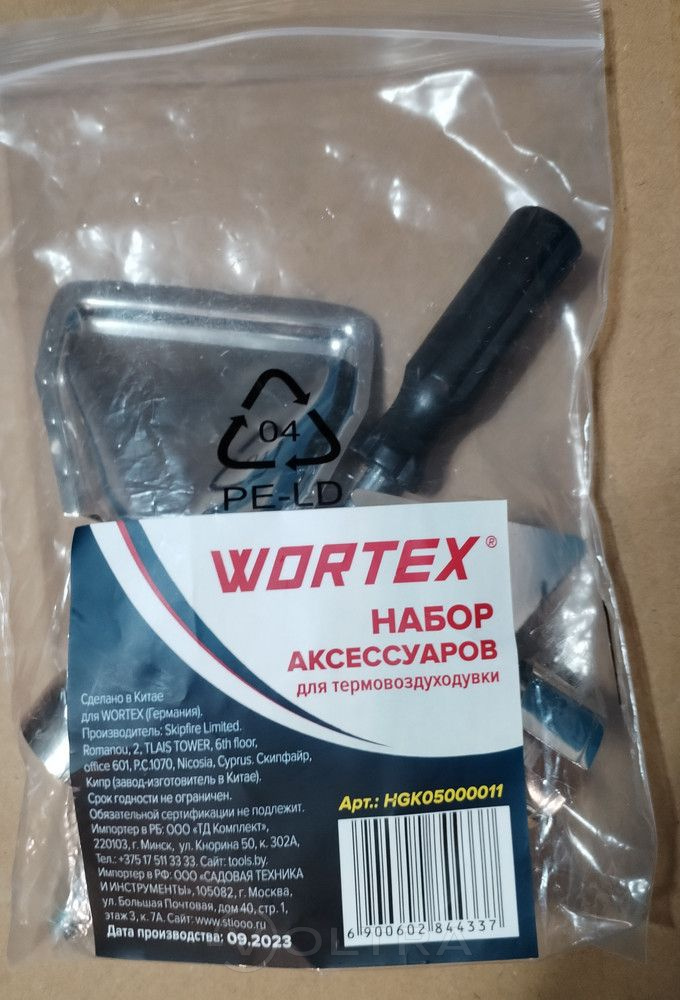 04
PE-LD
WORTEX®
НАБОР
АКСЕССУАРОВ
для термовоздуходувки
Сделано в Китае
для WORTEX (Германия).
Производитель: Skipfire Limited.
Romanou, 2, TLAIS TOWER, 6th floor,
office 601, P.C.1070, Nicosia, Cyprus. Скипфайр,
Кипр (завод-изготовитель в Китае).
Срок годности не ограничен.
Обязательной сертификации не подлежит.
Импортер в РБ: ООО «ТД Комплект»,
220103, г. Минск, ул. Кнорина 50, к. 302А,
Тел.: +375 17 511 33 33. Сайт: tools.by.
Импортер в РФ: ООО «САДОВАЯ ТЕХНИКА
И ИНСТРУМЕНТЫ», 105082, г. Москва,
ул. Большая Почтовая, дом 40, стр. 1,
этаж 3, к. 7А. Сайт: www.stiooo.ru
Дата производства: 09.2023
Арт.: HGK05000011
6 900602 844337
VOLTRA